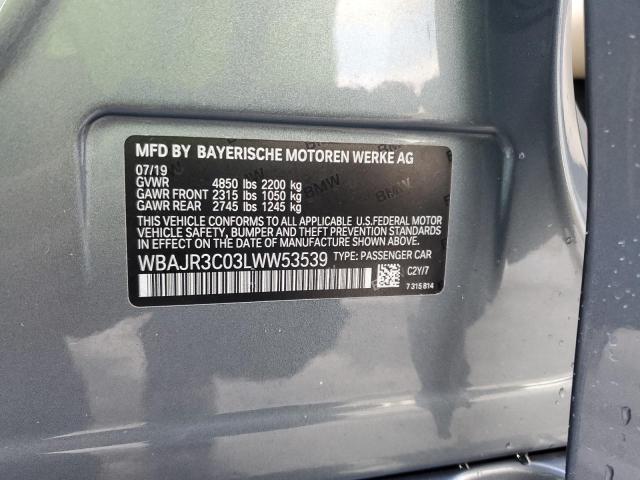 MFD BY BAYERISCHE MOTOREN WERKE AG
07/19
GVWR 4850 lbs 2200 kg
GAWR FRONT 2315 lbs 1050 kg
GAWR REAR 2745 lbs 1245 kg
THIS VEHICLE CONFORMS TO ALL APPLICABLE U.S.FEDERAL MOTOR
VEHICLE SAFETY, BUMPER AND THEFT PREVENTION STANDARDS
IN EFFECT ON THE DATE OF MANUFACTURE SHOWN ABOVE.
WBAJR3C03LWW53539 TYPE: PASSENGER CAR
C2Y/7
7 315 814
BMW